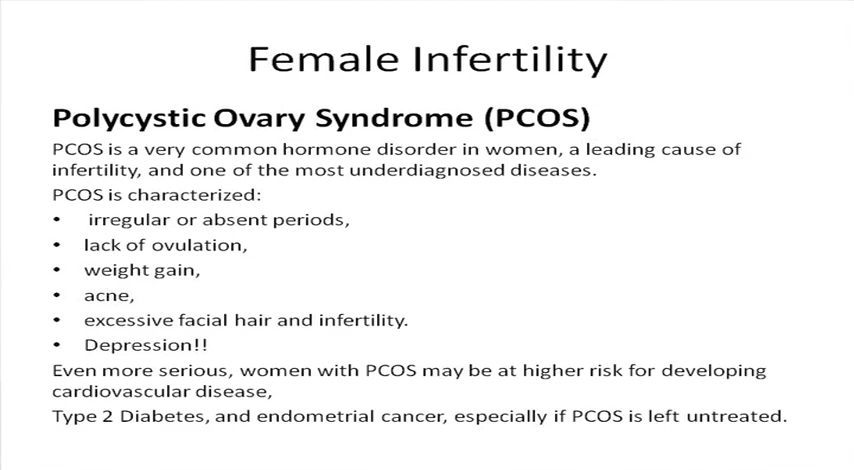 Female Infertility
Polycystic Ovary Syndrome (PCOS)
PCOS is a very common hormone disorder in women, a leading cause of
infertility, and one of the most underdiagnosed diseases.
PCOS is characterized:
• irregular or absent periods,
• lack of ovulation,
• weight gain,
• acne,
• excessive facial hair and infertility.
• Depression!!
Even more serious, women with PCOS may be at higher risk for developing
cardiovascular disease,
Type 2 Diabetes, and endometrial cancer, especially if PCOS is left untreated.